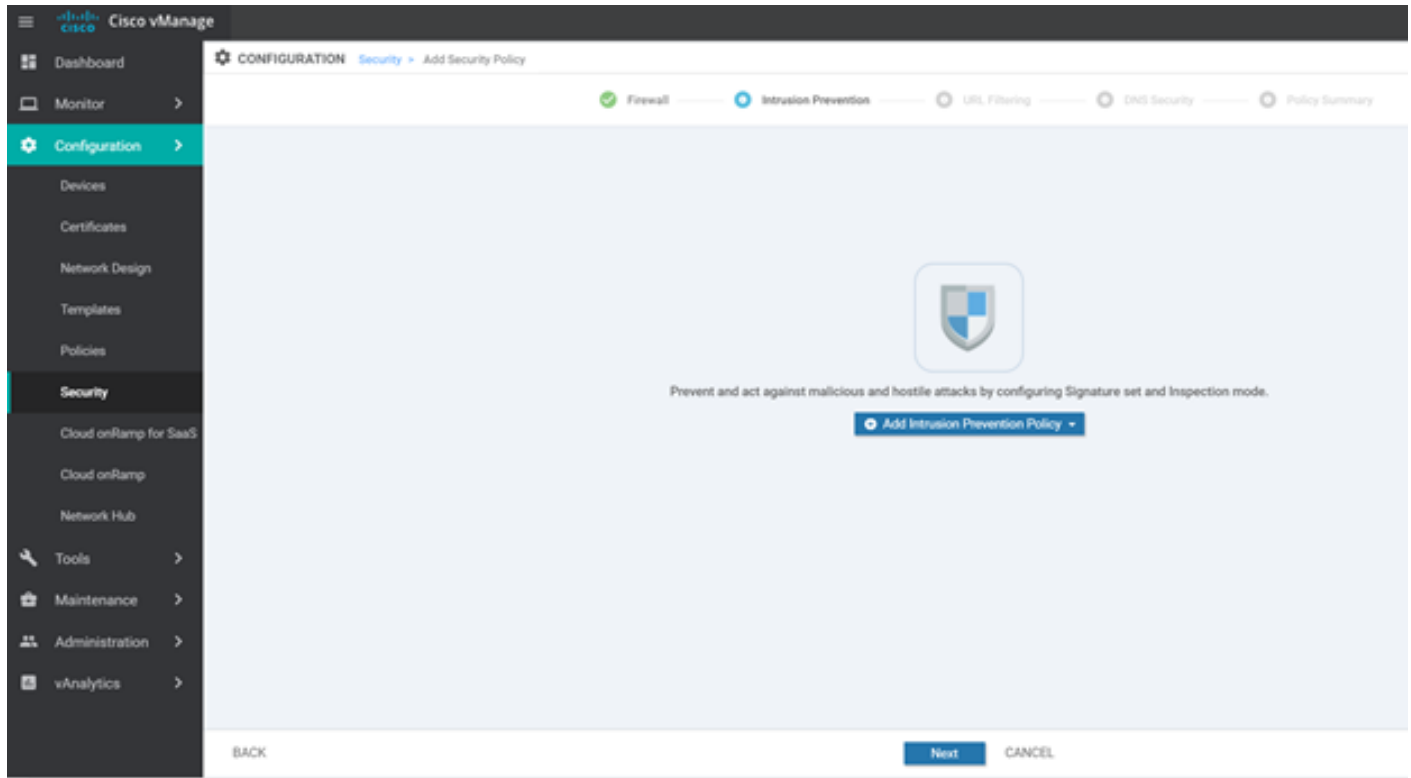 cisco Cisco vManage
Dashboard
Monitor
Configuration
Devices
Certificates
Network Design
Templates
Policies
Security
Cloud onRamp for SaaS
Cloud onRamp
Network Hub
Tools
Maintenance
Administration
vAnalytics
CONFIGURATION Security > Add Security Policy
Firewall Intrusion Prevention URL Filtering DNS Security Policy Summary
Prevent and act against malicious and hostile attacks by configuring Signature set and Inspection mode.
Add Intrusion Prevention Policy
BACK Next CANCEL